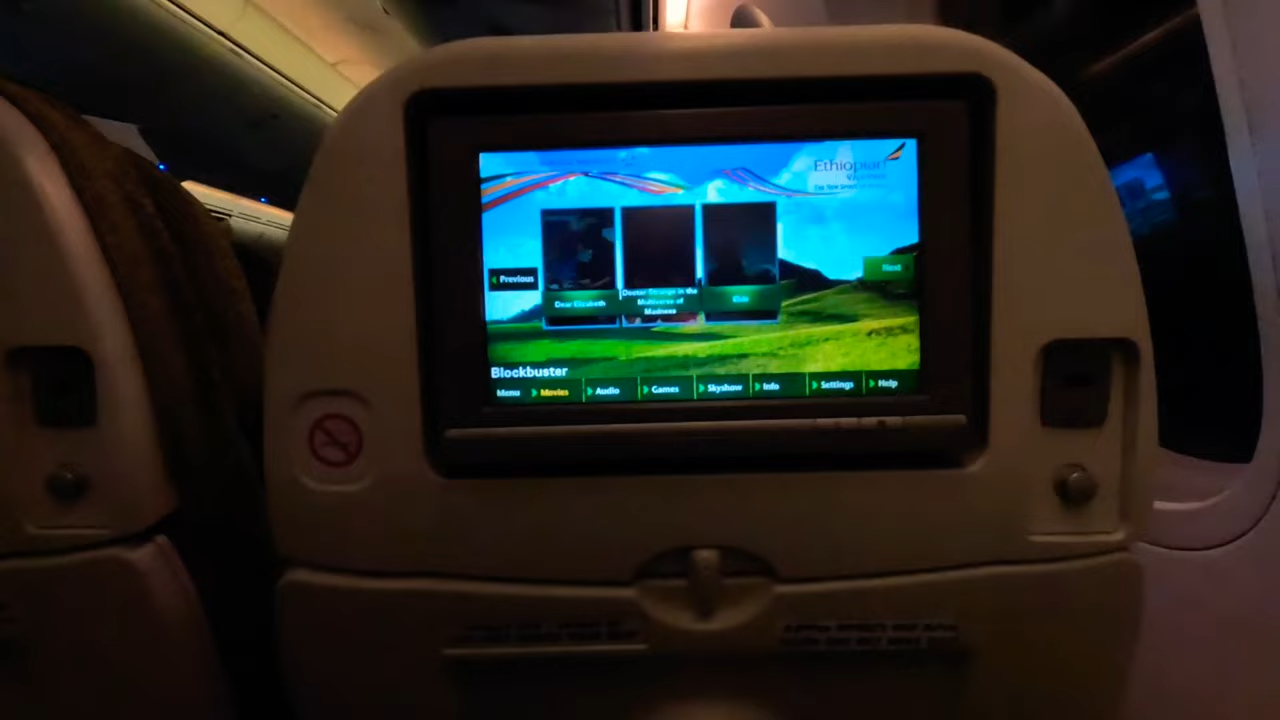 Ethiopian
Previous
Next
Dear Elizabeth
Doctor Strange in the
Multiverse of
Madness
Blockbuster
Menu
Movies
Audio
Games
Skyshow
Info
Settings
Help